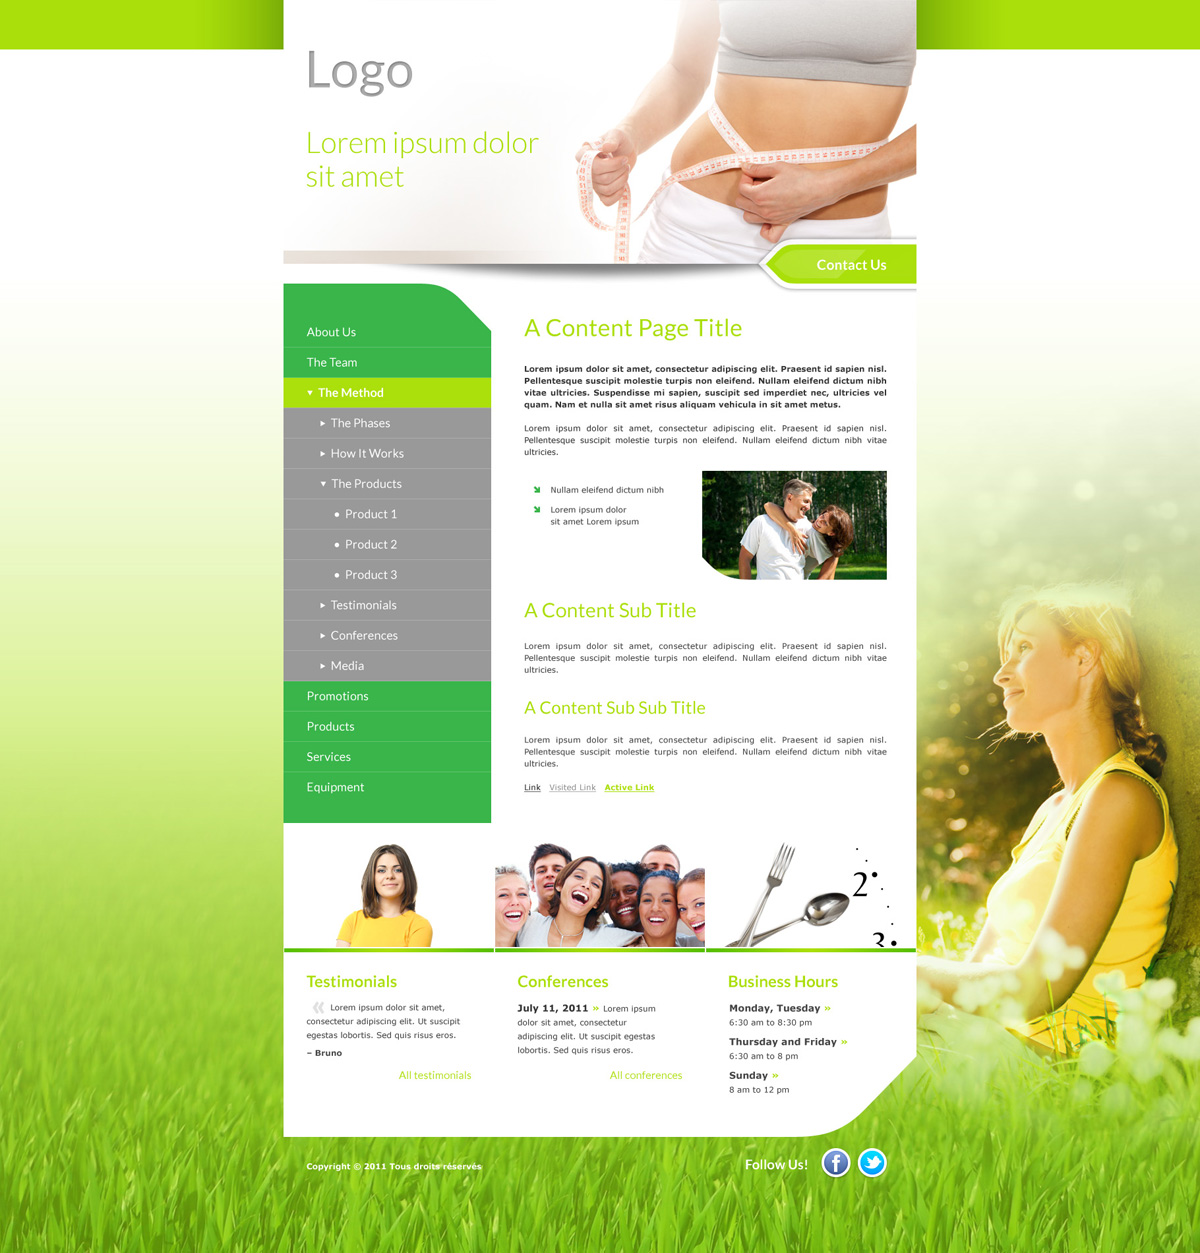 Logo
Lorem ipsum dolor
sit amet
Contact Us
About Us
The Team
The Method
The Phases
How It Works
The Products
Product 1
Product 2
Product 3
Testimonials
Conferences
Media
Promotions
Products
Services
Equipment
A Content Page Title
Lorem ipsum dolor sit amet, consectetur adipiscing elit. Praesent id sapien nisl.
Pellentesque suscipit molestie turpis non eleifend. Nullam eleifend dictum nibh
vitae ultricies. Suspendisse mi sapien, suscipit sed imperdiet nec, ultricies vel
quam. Nam et nulla sit amet risus aliquam vehicula in sit amet metus.
Lorem ipsum dolor sit amet, consectetur adipiscing elit. Praesent id sapien nisl.
Pellentesque suscipit molestie turpis non eleifend. Nullam eleifend dictum nibh vitae
ultricies.
Nullam eleifend dictum nibh
Lorem ipsum dolor
sit amet Lorem ipsum
A Content Sub Title
Lorem ipsum dolor sit amet, consectetur adipiscing elit. Praesent id sapien nisl.
Pellentesque suscipit molestie turpis non eleifend. Nullam eleifend dictum nibh vitae
ultricies.
A Content Sub Sub Title
Lorem ipsum dolor sit amet, consectetur adipiscing elit. Praesent id sapien nisl.
Pellentesque suscipit molestie turpis non eleifend. Nullam eleifend dictum nibh vitae
ultricies.
Link Visited Link Active Link
2
3
Testimonials
« Lorem ipsum dolor sit amet,
consectetur adipiscing elit. Ut suscipit
egestas lobortis. Sed quis risus eros.
– Bruno
All testimonials
Conferences
July 11, 2011 » Lorem ipsum
dolor sit amet, consectetur
adipiscing elit. Ut suscipit egestas
lobortis. Sed quis risus eros.
All conferences
Business Hours
Monday, Tuesday »
6:30 am to 8:30 pm
Thursday and Friday »
6:30 am to 8 pm
Sunday »
8 am to 12 pm
Copyright © 2011 Tous droits réservés
Follow Us!
f